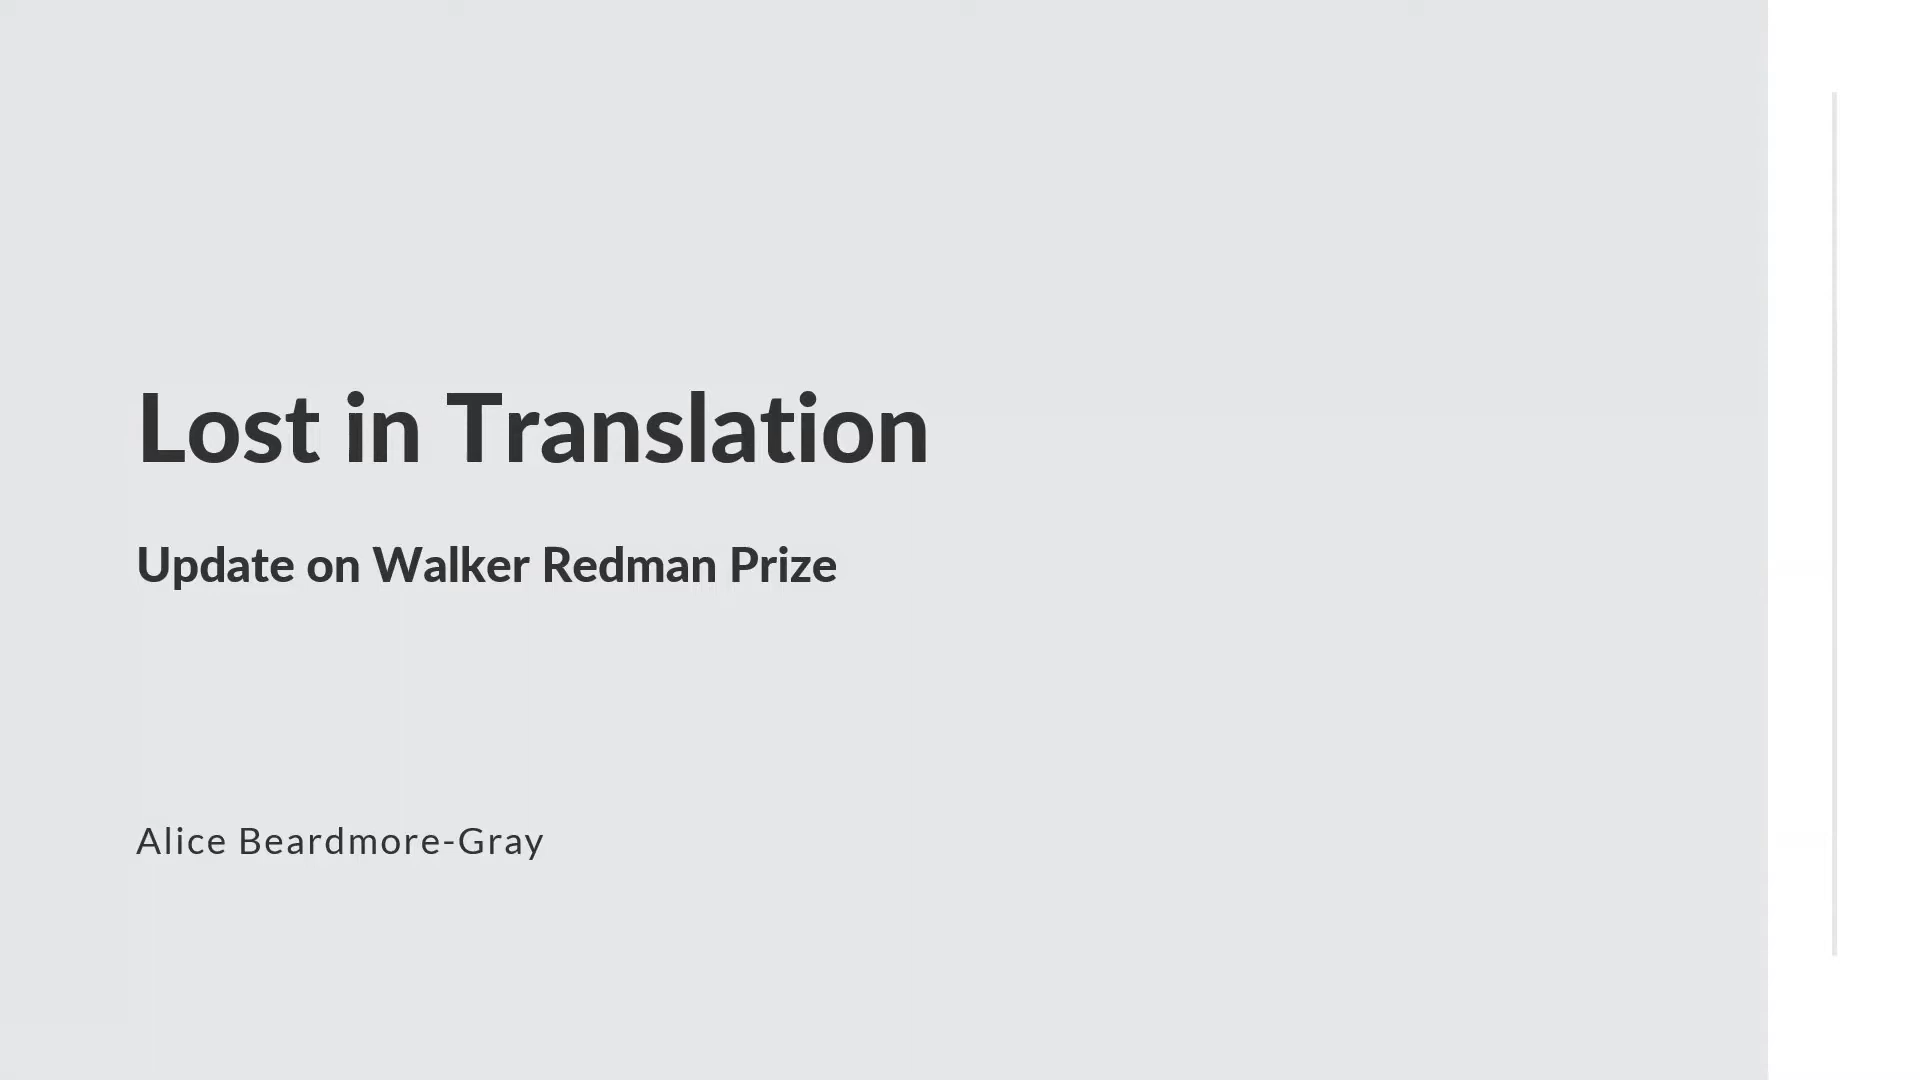 Lost in Translation
Update on Walker Redman Prize
Alice Beardmore-Gray